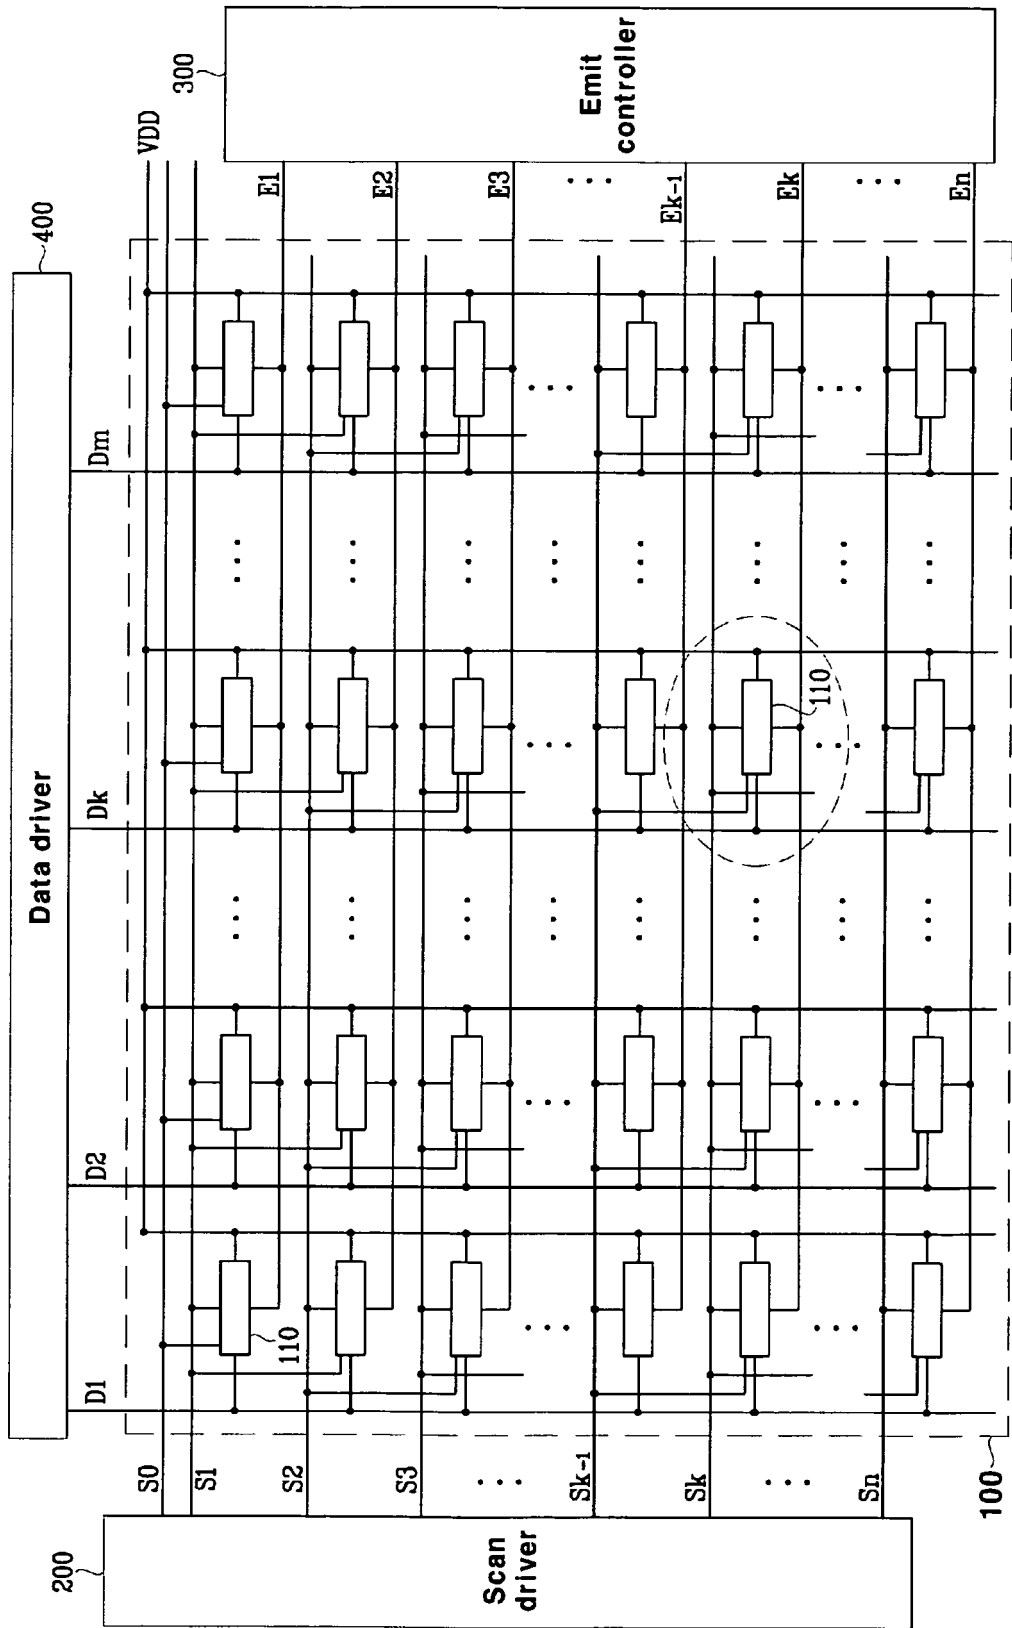 400
Data driver
D1
D2
Dk
Dm
VDD
300
Emit
controller
200
Scan
driver
S0
S1
S2
S3
Sk-1
Sk
Sn
E1
E2
E3
Ek-1
Ek
En
110
110
100